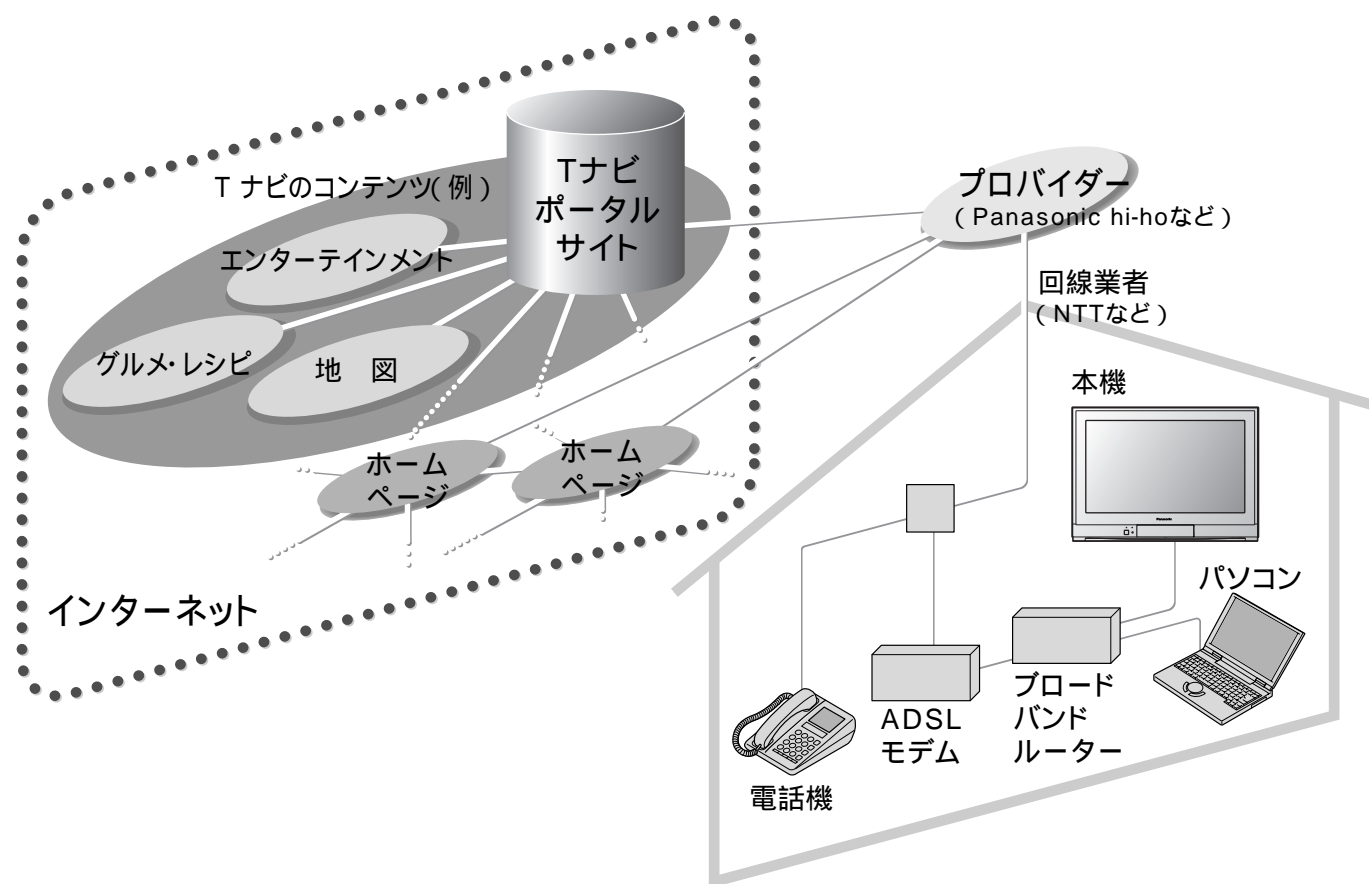 Tナビのコンテンツ(例)
Tナビ
ポータル
サイト
エンターテインメント
グルメ・レシピ
地　図
ホーム
ページ
ホーム
ページ
インターネット
プロバイダー
(Panasonic hi-hoなど)
回線業者
(NTTなど)
本機
Panasonic
パソコン
ブロード
バンド
ルーター
ADSL
モデム
電話機